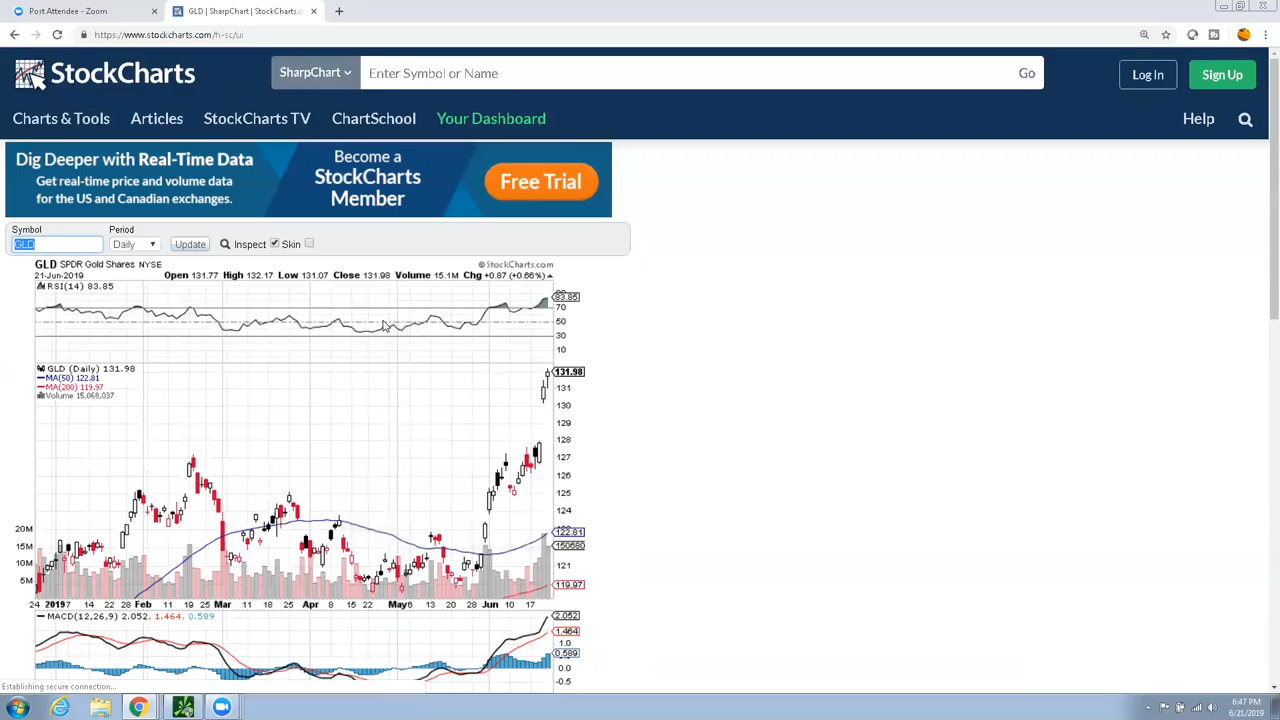 Post Attendee - Zoom
GLD | SharpChart | StockCharts.c
https://www.stockcharts.com/h-sc/ui
StockCharts
SharpChart
Enter Symbol or Name
Go
Log In
Sign Up
Charts & Tools
Articles
StockCharts TV
ChartSchool
Your Dashboard
Help
Dig Deeper with Real-Time Data
Get real-time price and volume data
for the US and Canadian exchanges.
Become a
StockCharts
Member
Free Trial
Symbol
Period
GLD
Daily
Update
Inspect
Skin
GLD SPDR Gold Shares NYSE
© StockCharts.com
21-Jun-2019
Open 131.77 High 132.17 Low 131.07 Close 131.98 Volume 15.1M Chg +0.87 (+0.66%)
RSI(14) 83.85
90
83.85
70
50
30
10
GLD (Daily) 131.98
MA(50) 122.81
MA(200) 119.97
Volume 15,068,037
131.98
131
130
129
128
127
126
125
124
122.81
121
119.97
20M
15M
10M
5M
24 2019 7 14 22 28 Feb 11 19 25 Mar 11 18 25 Apr 8 15 22 May 6 13 20 28 Jun 10 17
MACD(12,26,9) 2.052, 1.464, 0.589
2.052
1.464
1.0
0.589
0.0
-0.5
Establishing secure connection...
6:47 PM
6/21/2019